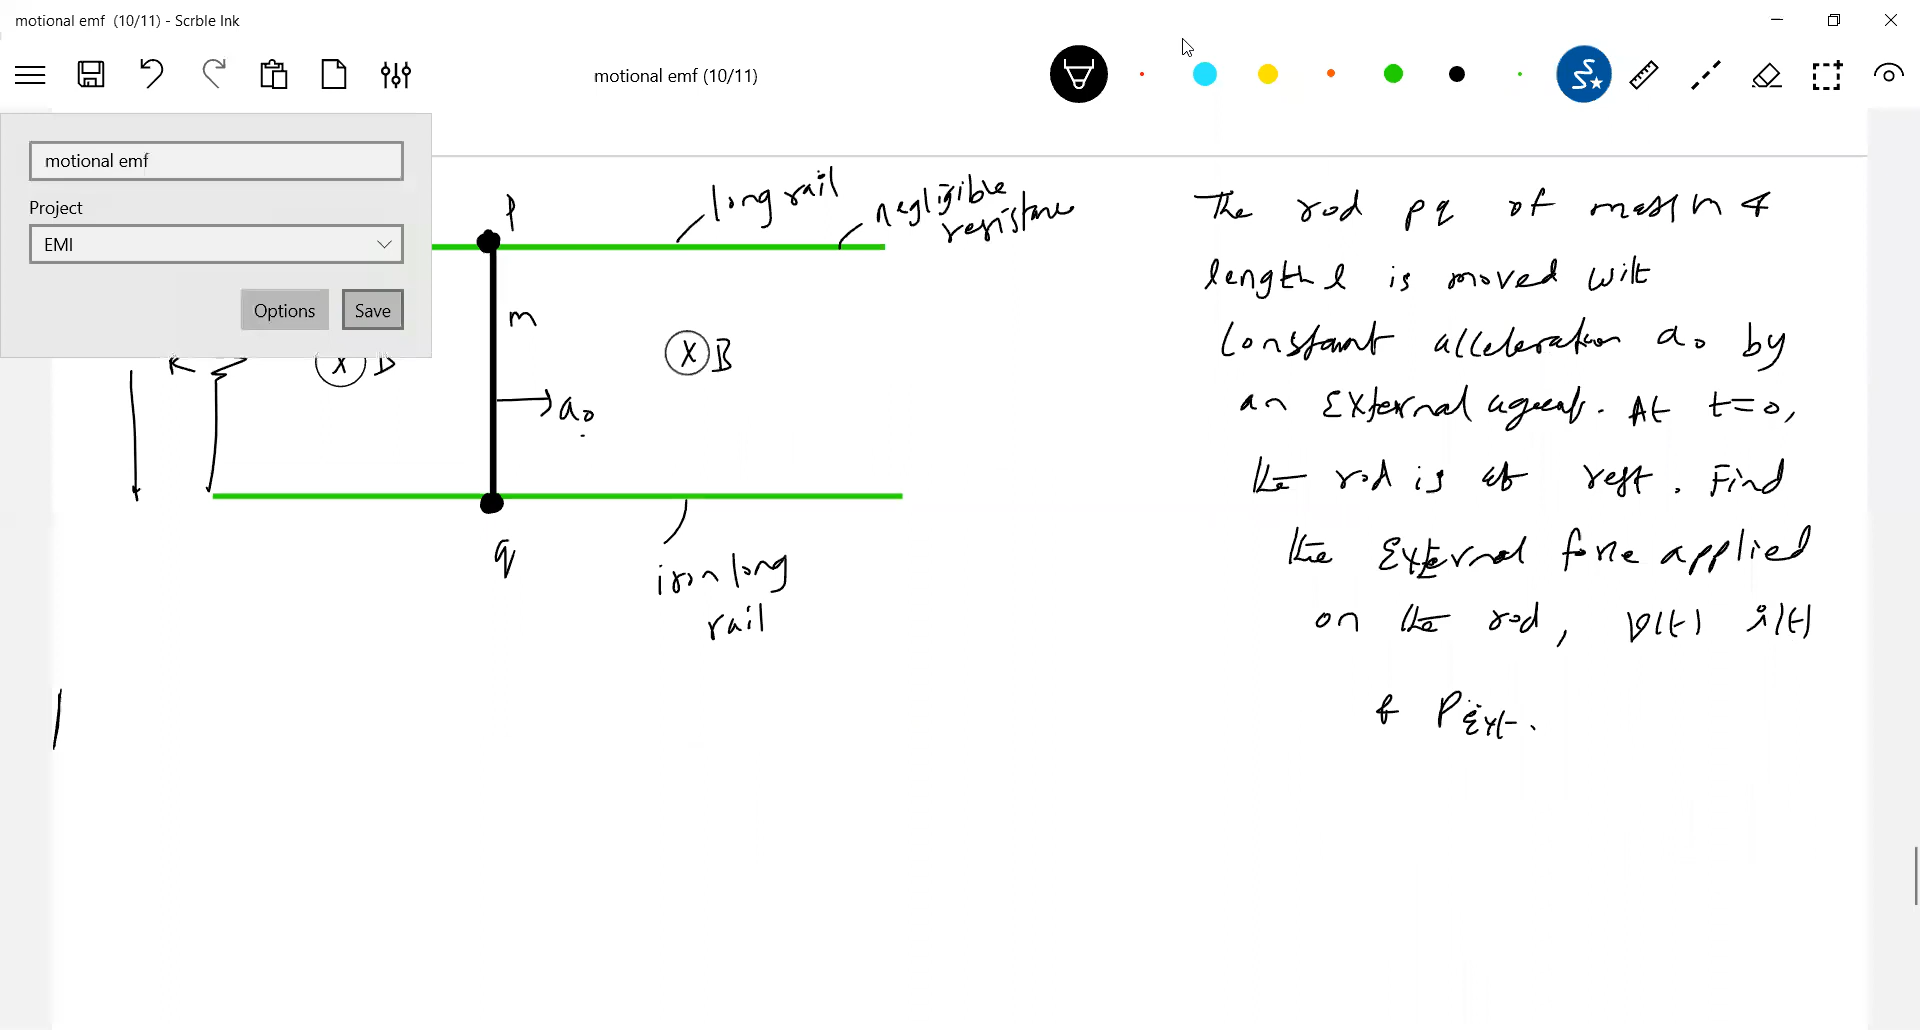 motional emf (10/11) - Scrble Ink
motional emf (10/11)
motional emf
Project
EMI
Options
Save
P
long rail
negligible
resistance
m
R
B
X B
X
a₀
q
iron long
rail
The rod pq of mass m &
length l is moved with
constant acceleration a₀ by
an External agent. At t=0,
the rod is at rest. Find
the External force applied
on the rod, v(t) i(t)
& P Ext.